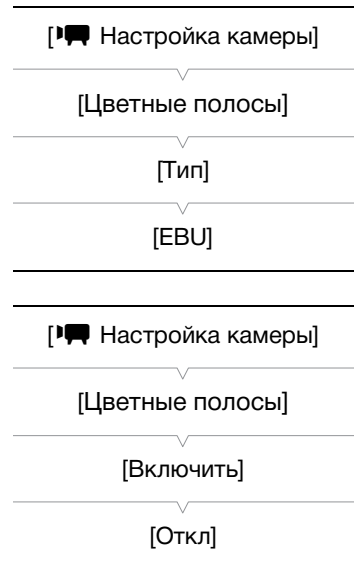 [ Настройка камеры]
[Цветные полосы]
[Тип]
[EBU]
[ Настройка камеры]
[Цветные полосы]
[Включить]
[Откл]